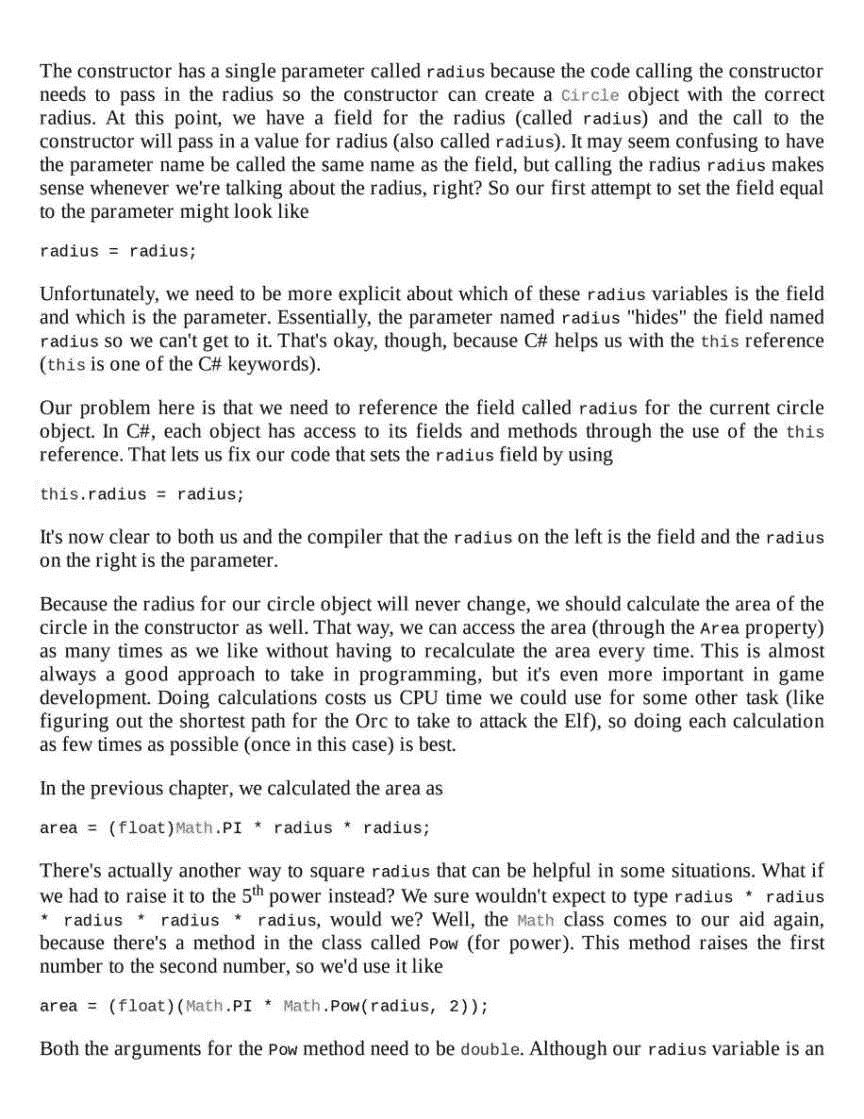 The constructor has a single parameter called radius because the code calling the constructor
needs to pass in the radius so the constructor can create a Circle object with the correct
radius. At this point, we have a field for the radius (called radius) and the call to the
constructor will pass in a value for radius (also called radius). It may seem confusing to have
the parameter name be called the same name as the field, but calling the radius radius makes
sense whenever we're talking about the radius, right? So our first attempt to set the field equal
to the parameter might look like
radius = radius;
Unfortunately, we need to be more explicit about which of these radius variables is the field
and which is the parameter. Essentially, the parameter named radius "hides" the field named
radius so we can't get to it. That's okay, though, because C# helps us with the this reference
(this is one of the C# keywords).
Our problem here is that we need to reference the field called radius for the current circle
object. In C#, each object has access to its fields and methods through the use of the this
reference. That lets us fix our code that sets the radius field by using
this.radius = radius;
It's now clear to both us and the compiler that the radius on the left is the field and the radius
on the right is the parameter.
Because the radius for our circle object will never change, we should calculate the area of the
circle in the constructor as well. That way, we can access the area (through the Area property)
as many times as we like without having to recalculate the area every time. This is almost
always a good approach to take in programming, but it's even more important in game
development. Doing calculations costs us CPU time we could use for some other task (like
figuring out the shortest path for the Orc to take to attack the Elf), so doing each calculation
as few times as possible (once in this case) is best.
In the previous chapter, we calculated the area as
area = (float)Math.PI * radius * radius;
There's actually another way to square radius that can be helpful in some situations. What if
we had to raise it to the 5th power instead? We sure wouldn't expect to type radius * radius
* radius * radius * radius, would we? Well, the Math class comes to our aid again,
because there's a method in the class called Pow (for power). This method raises the first
number to the second number, so we'd use it like
area = (float)(Math.PI * Math.Pow(radius, 2));
Both the arguments for the Pow method need to be double. Although our radius variable is an